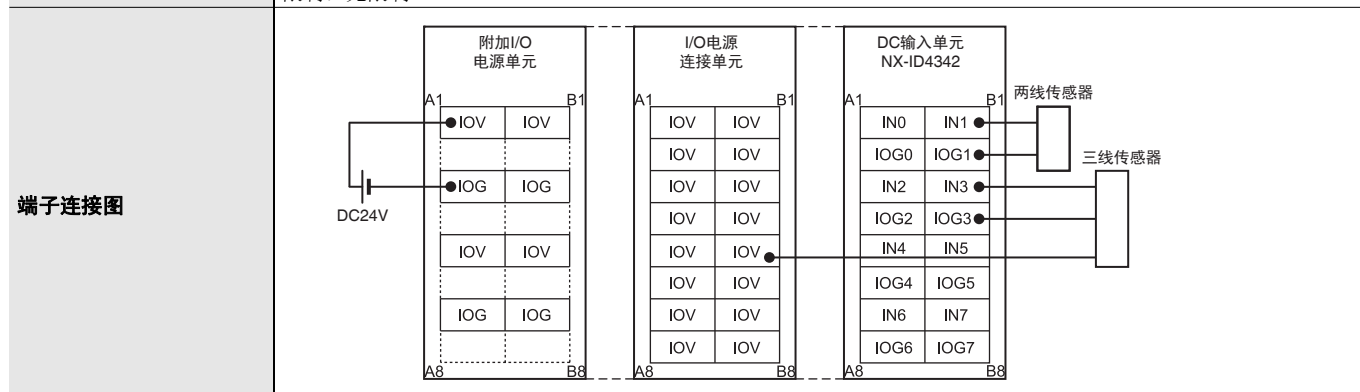 端子连接图
附加I/O
电源单元
I/O电源
连接单元
DC输入单元
NX-ID4342
A1 B1 A1 B1 A1 B1
两线传感器
三线传感器
DC24V
IOV IOV
IOG IOG
IOV IOV
IOG IOG
IOV IOV
IOV IOV
IOV IOV
IOV IOV
IOV IOV
IOV IOV
IOV IOV
IOV IOV
IN0 IN1
IOG0 IOG1
IN2 IN3
IOG2 IOG3
IN4 IN5
IOG4 IOG5
IN6 IN7
IOG6 IOG7
A8 B8 A8 B8 A8 B8